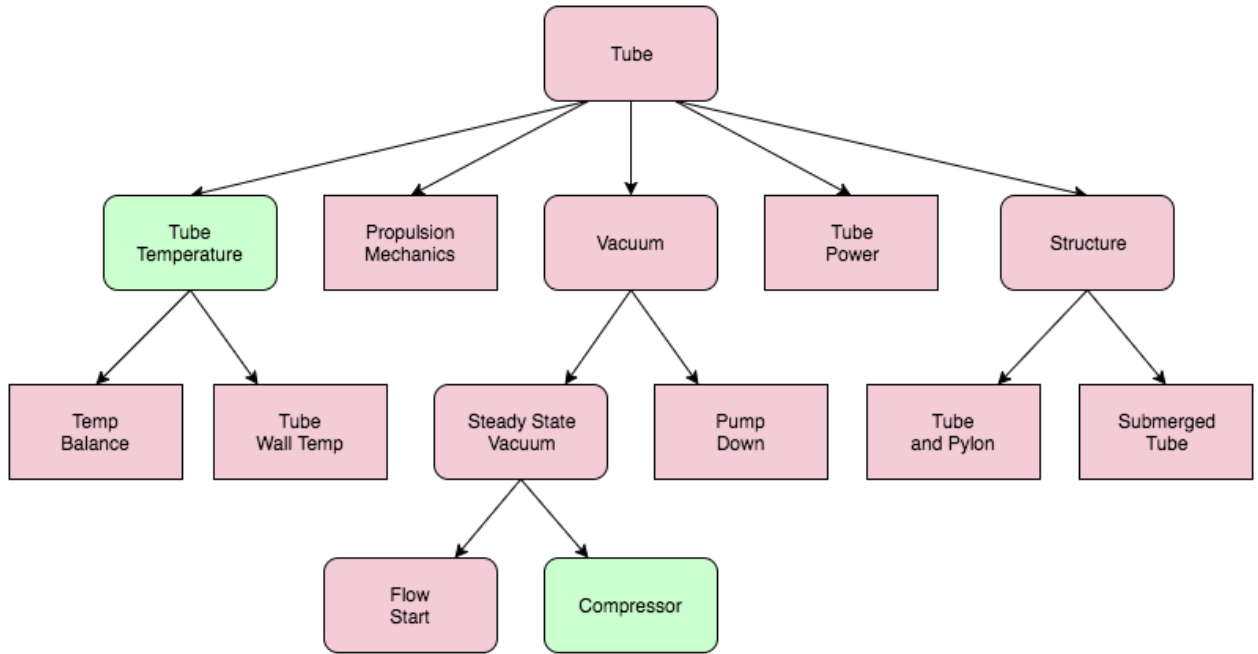 Tube
Tube
Temperature
Propulsion
Mechanics
Vacuum
Tube
Power
Structure
Temp
Balance
Tube
Wall Temp
Steady State
Vacuum
Pump
Down
Tube
and Pylon
Submerged
Tube
Flow
Start
Compressor